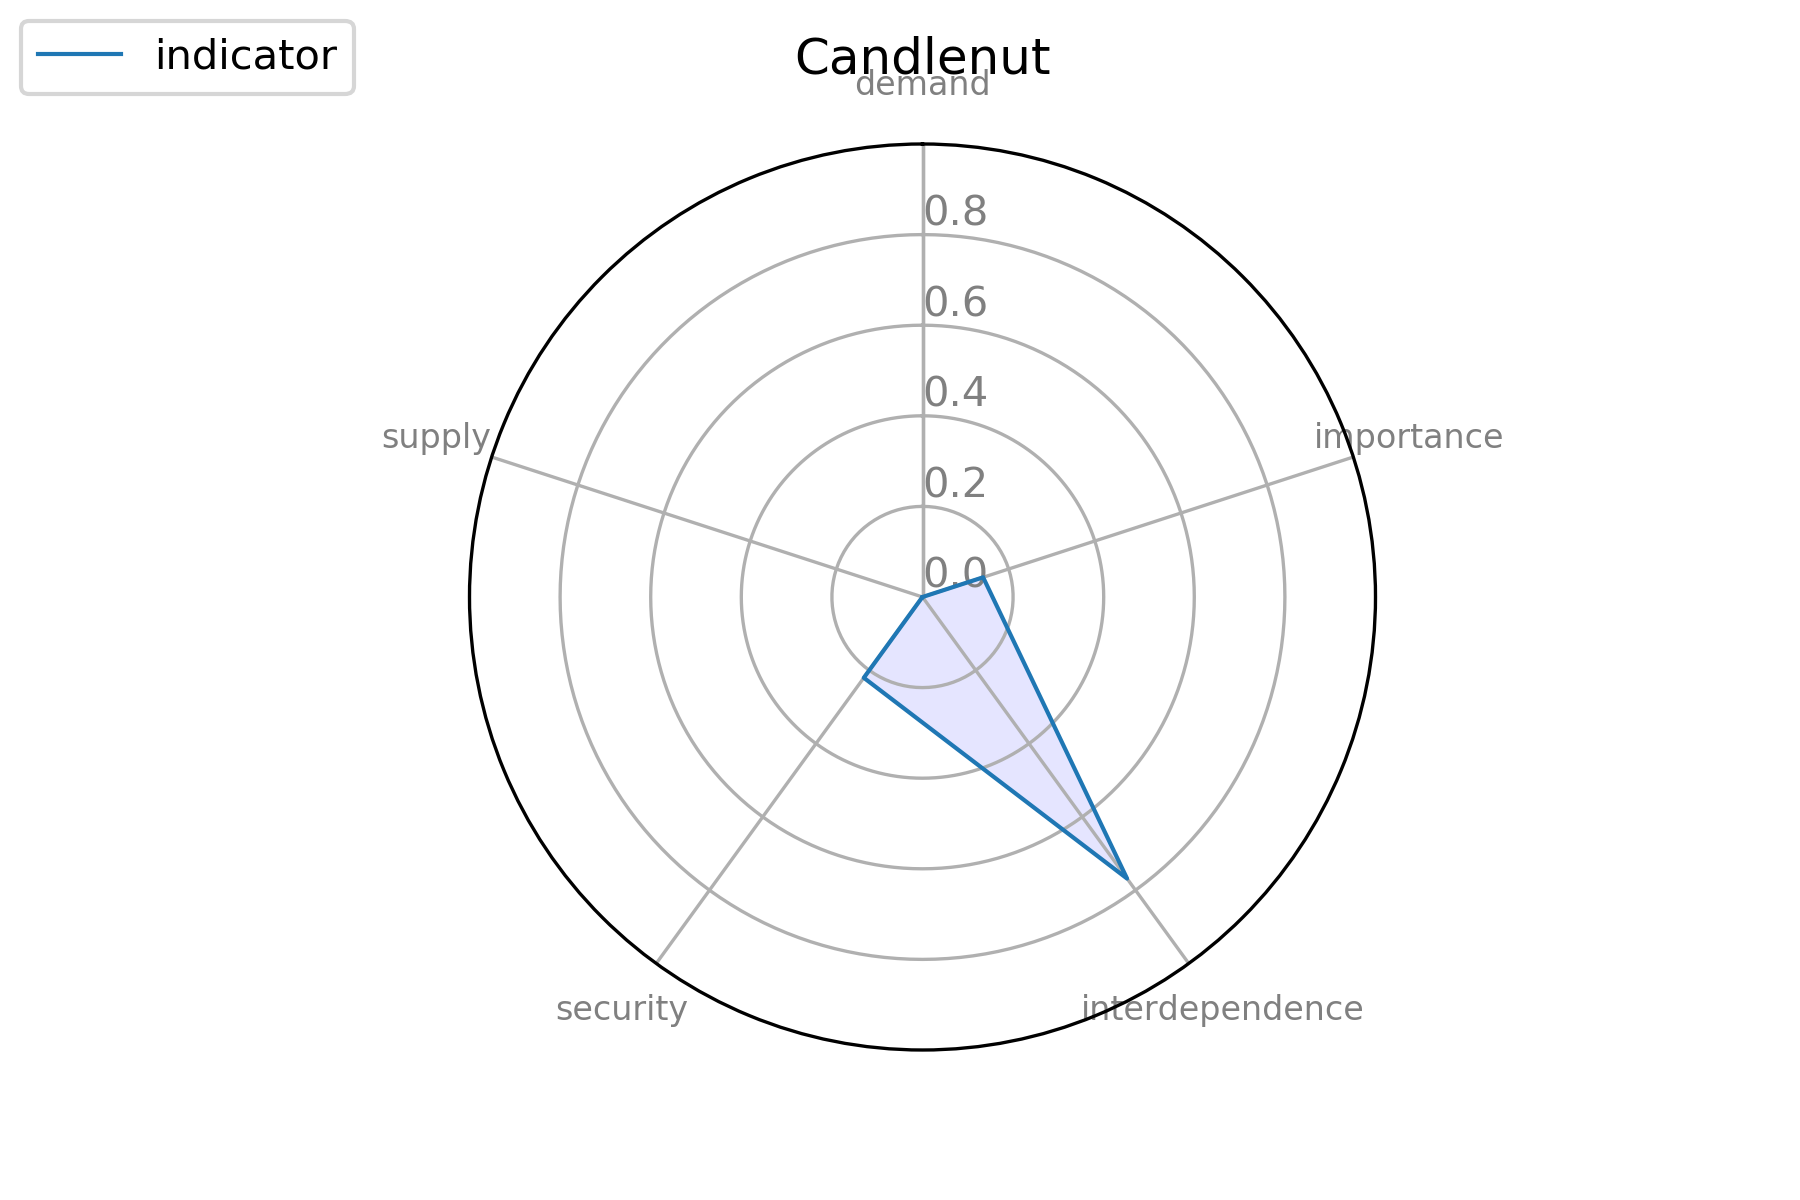 indicator
Candlenut
demand
0.8
0.6
0.4
supply
importance
0.2
0.0
security
interdependence